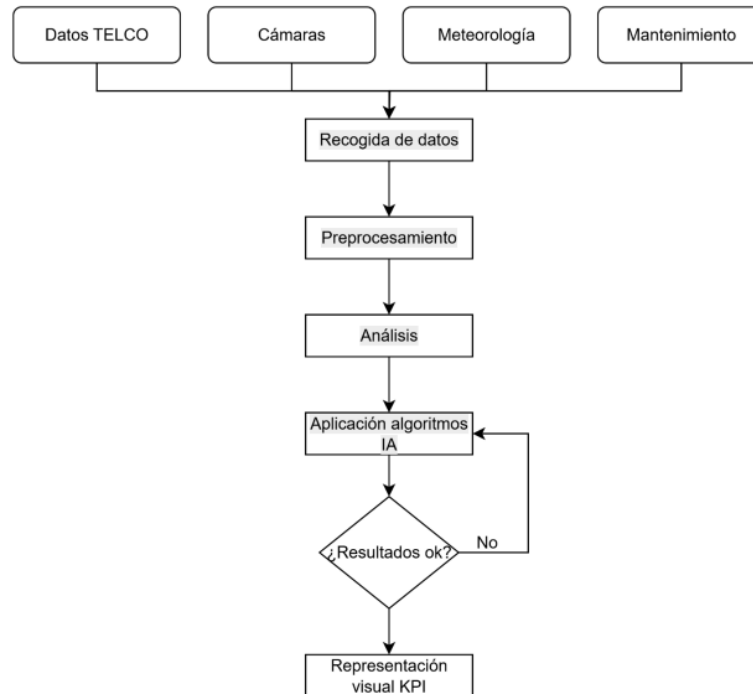 Datos TELCO
Cámaras
Meteorología
Mantenimiento
Recogida de datos
Preprocesamiento
Análisis
Aplicación algoritmos
IA
¿Resultados ok?
No
Representación
visual KPI